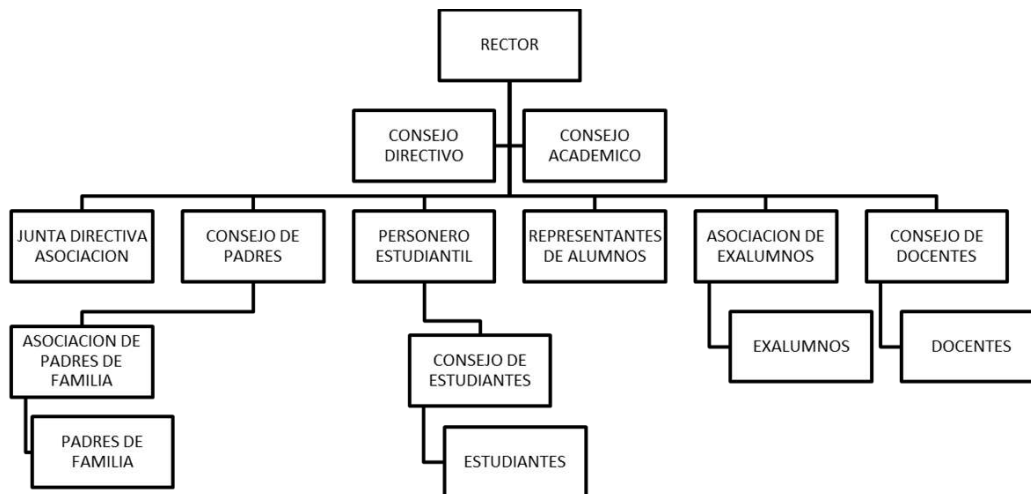 RECTOR
CONSEJO
DIRECTIVO
CONSEJO
ACADEMICO
JUNTA DIRECTIVA
ASOCIACION
CONSEJO DE
PADRES
PERSONERO
ESTUDIANTIL
REPRESENTANTES
DE ALUMNOS
ASOCIACION DE
EXALUMNOS
CONSEJO DE
DOCENTES
ASOCIACION DE
PADRES DE
FAMILIA
CONSEJO DE
ESTUDIANTES
EXALUMNOS
DOCENTES
PADRES DE
FAMILIA
ESTUDIANTES